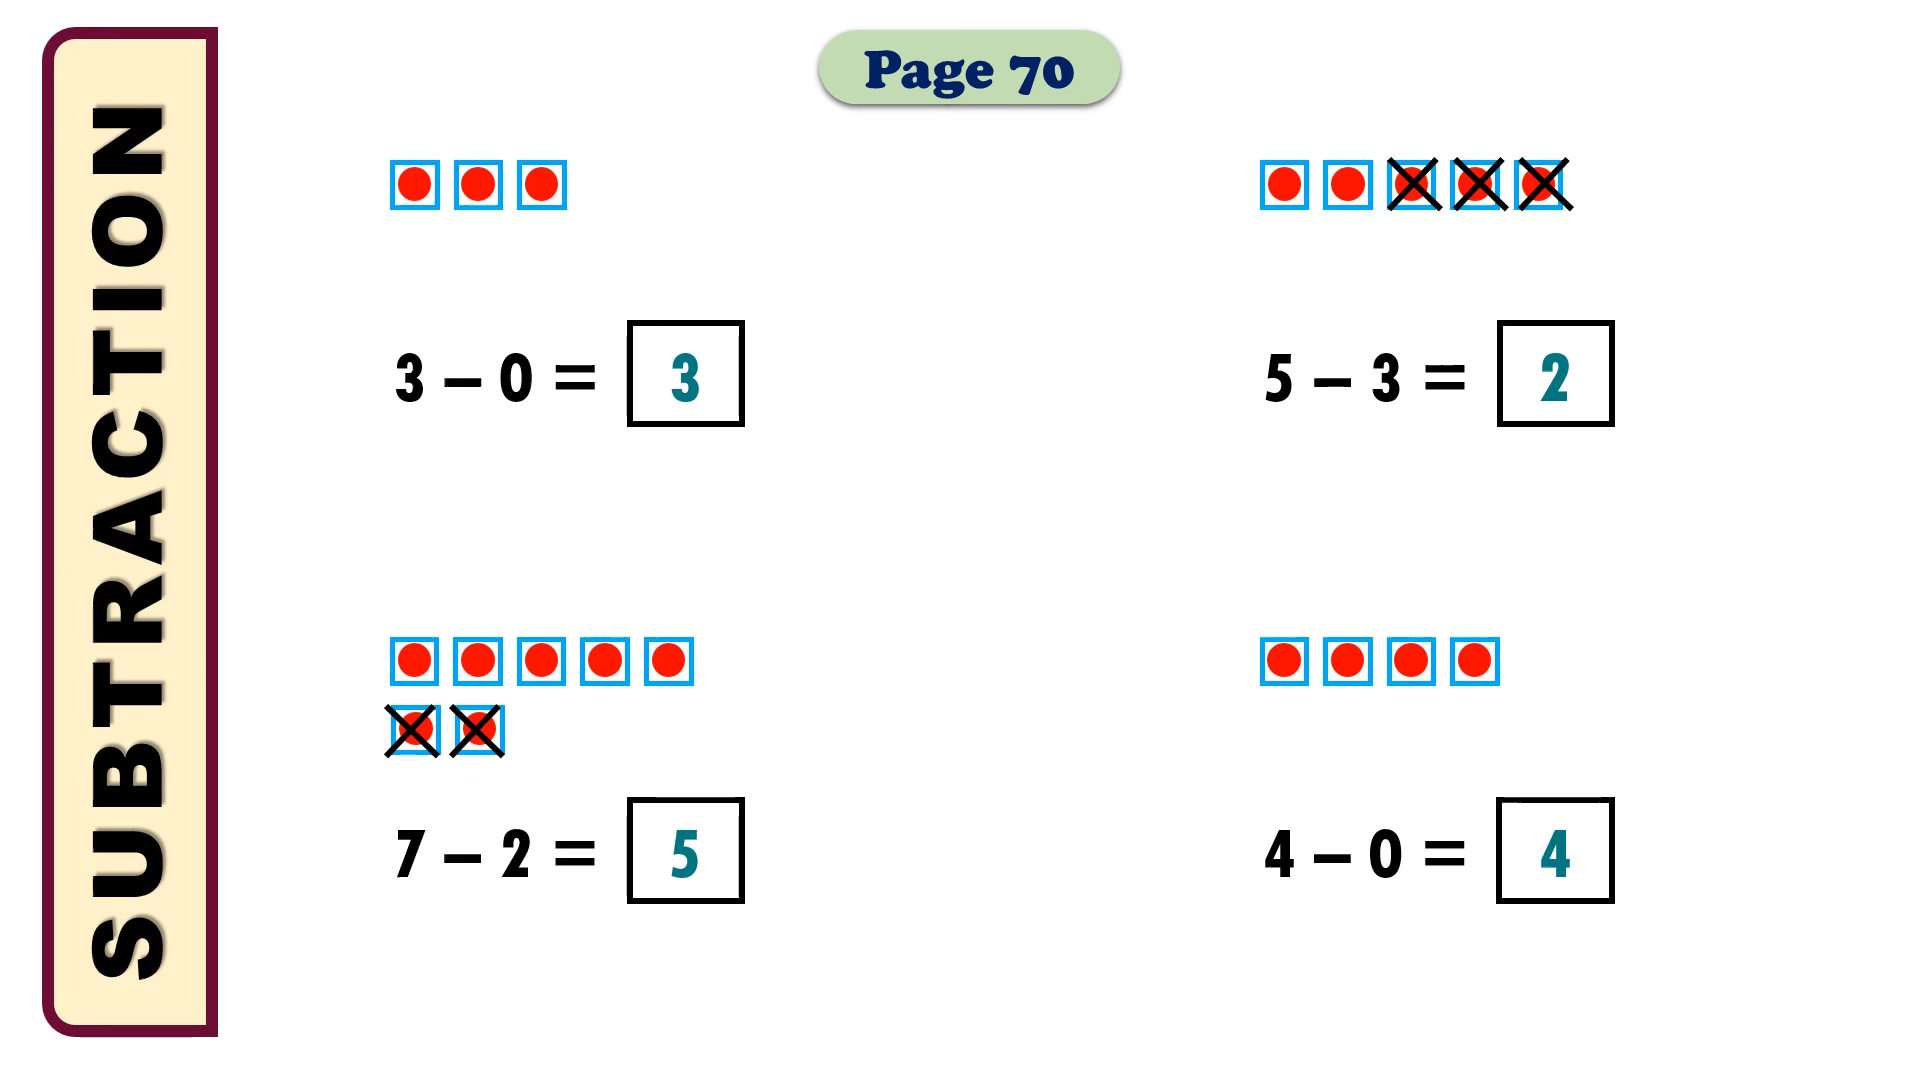 SUBTRACTION
Page 70
3 – 0 = 3
5 – 3 = 2
7 – 2 = 5
4 – 0 = 4